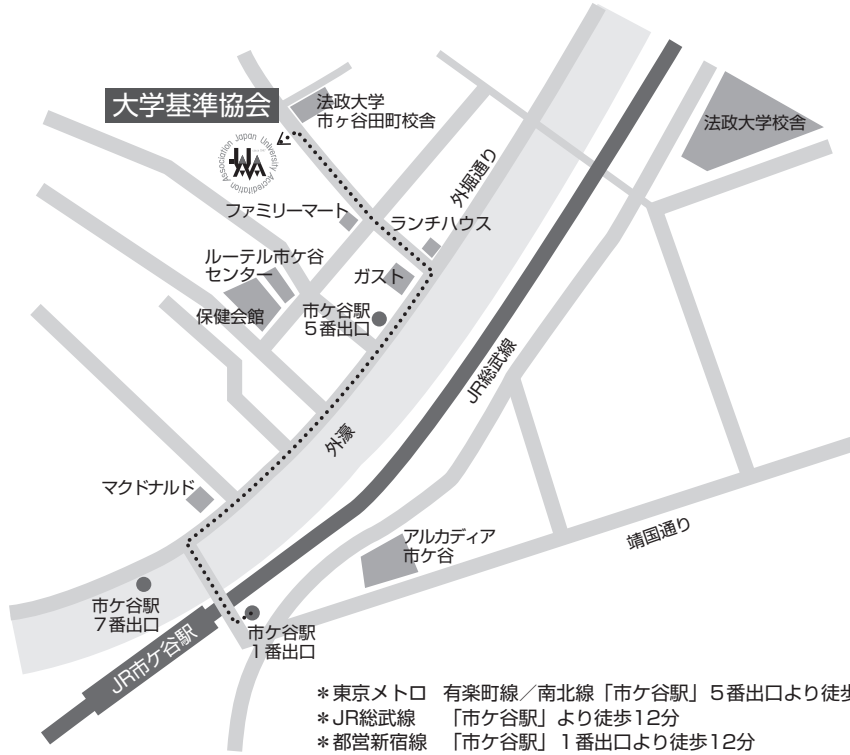 大学基準協会
法政大学
市ヶ谷田町校舎
法政大学校舎
Japan University Accreditation Association
ファミリーマート
外堀通り
ランチハウス
ルーテル市ケ谷
センター
ガスト
保健会館
市ケ谷駅
5番出口
JR総武線
外濠
マクドナルド
アルカディア
市ケ谷
靖国通り
市ケ谷駅
7番出口
市ケ谷駅
1番出口
JR市ケ谷駅
＊東京メトロ 有楽町線／南北線「市ケ谷駅」5番出口より徒歩
＊JR総武線 「市ケ谷駅」より徒歩12分
＊都営新宿線 「市ケ谷駅」1番出口より徒歩12分